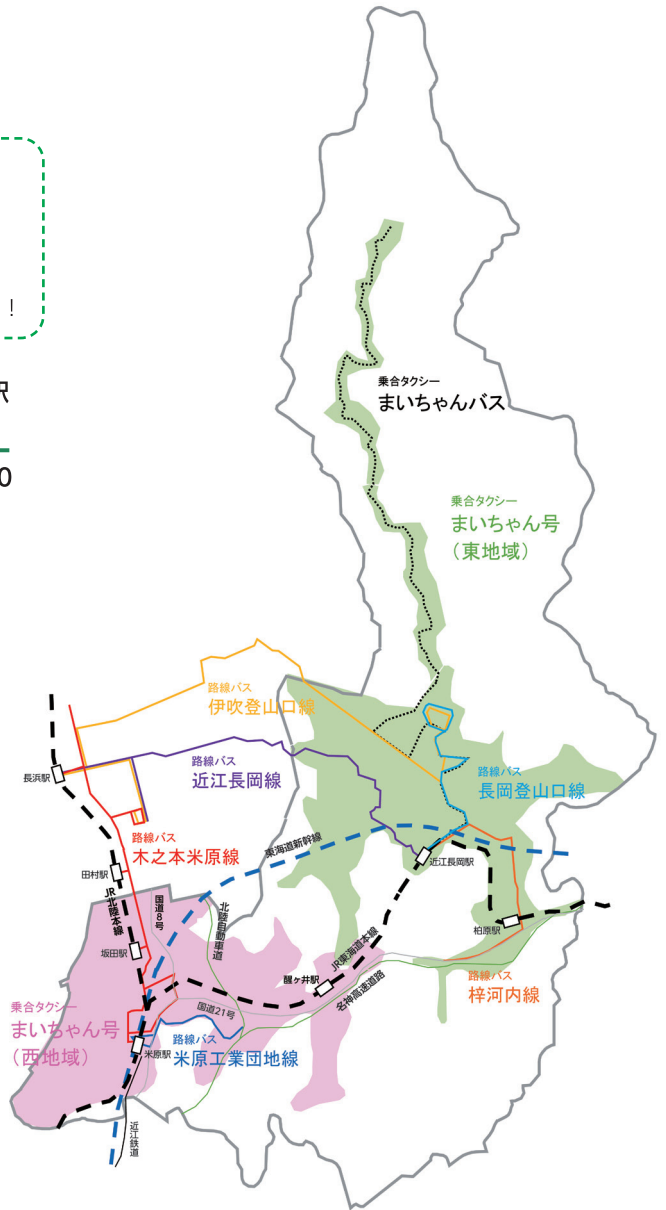 ！
駅
0
乗合タクシー
まいちゃんバス
乗合タクシー
まいちゃん号
（東地域）
路線バス
伊吹登山口線
路線バス
近江長岡線
路線バス
長岡登山口線
長浜駅
路線バス
木之本米原線
東海道新幹線
近江長岡駅
田村駅
JR北陸本線
国道8号
北陸自動車道
柏原駅
坂田駅
醒ヶ井駅
JR東海道本線
名神高速道路
路線バス
梓河内線
乗合タクシー
まいちゃん号
（西地域）
国道21号
米原駅
路線バス
米原工業団地線
近江鉄道